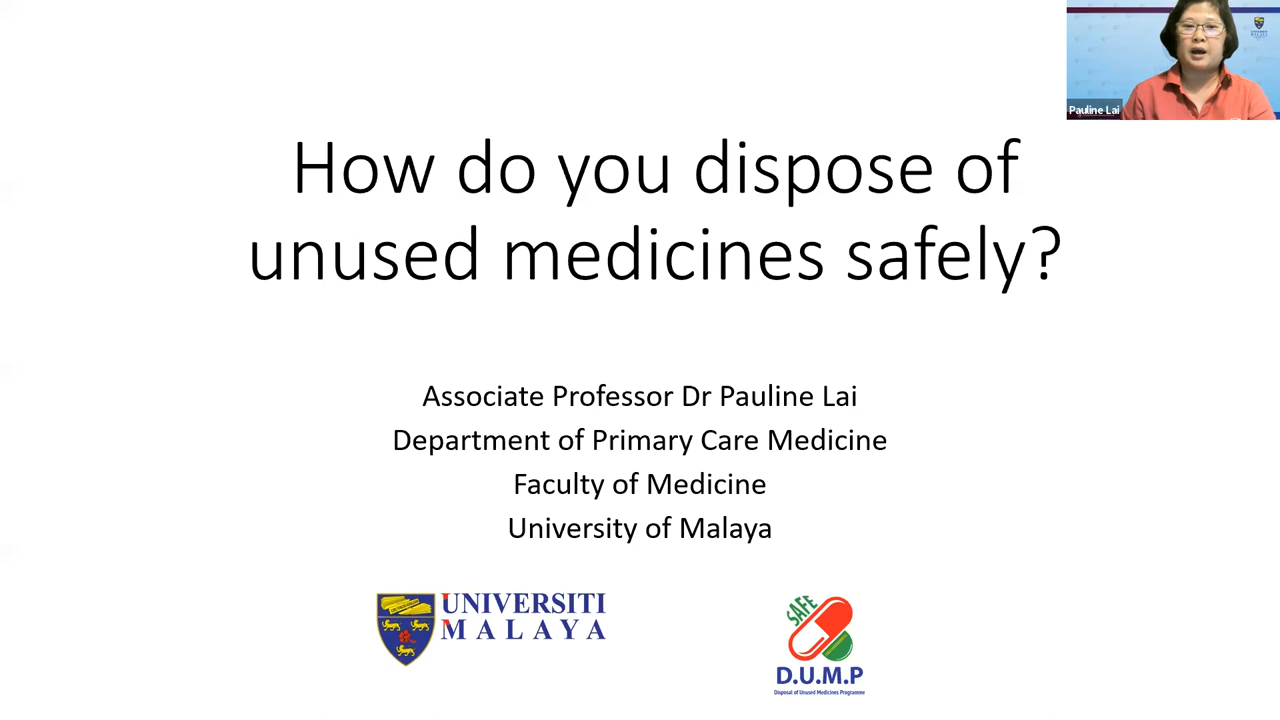 Pauline Lai
How do you dispose of
unused medicines safely?
Associate Professor Dr Pauline Lai
Department of Primary Care Medicine
Faculty of Medicine
University of Malaya
UNIVERSITI
MALAYA
SAFE
D.U.M.P
Disposal of Unused Medicines Programme